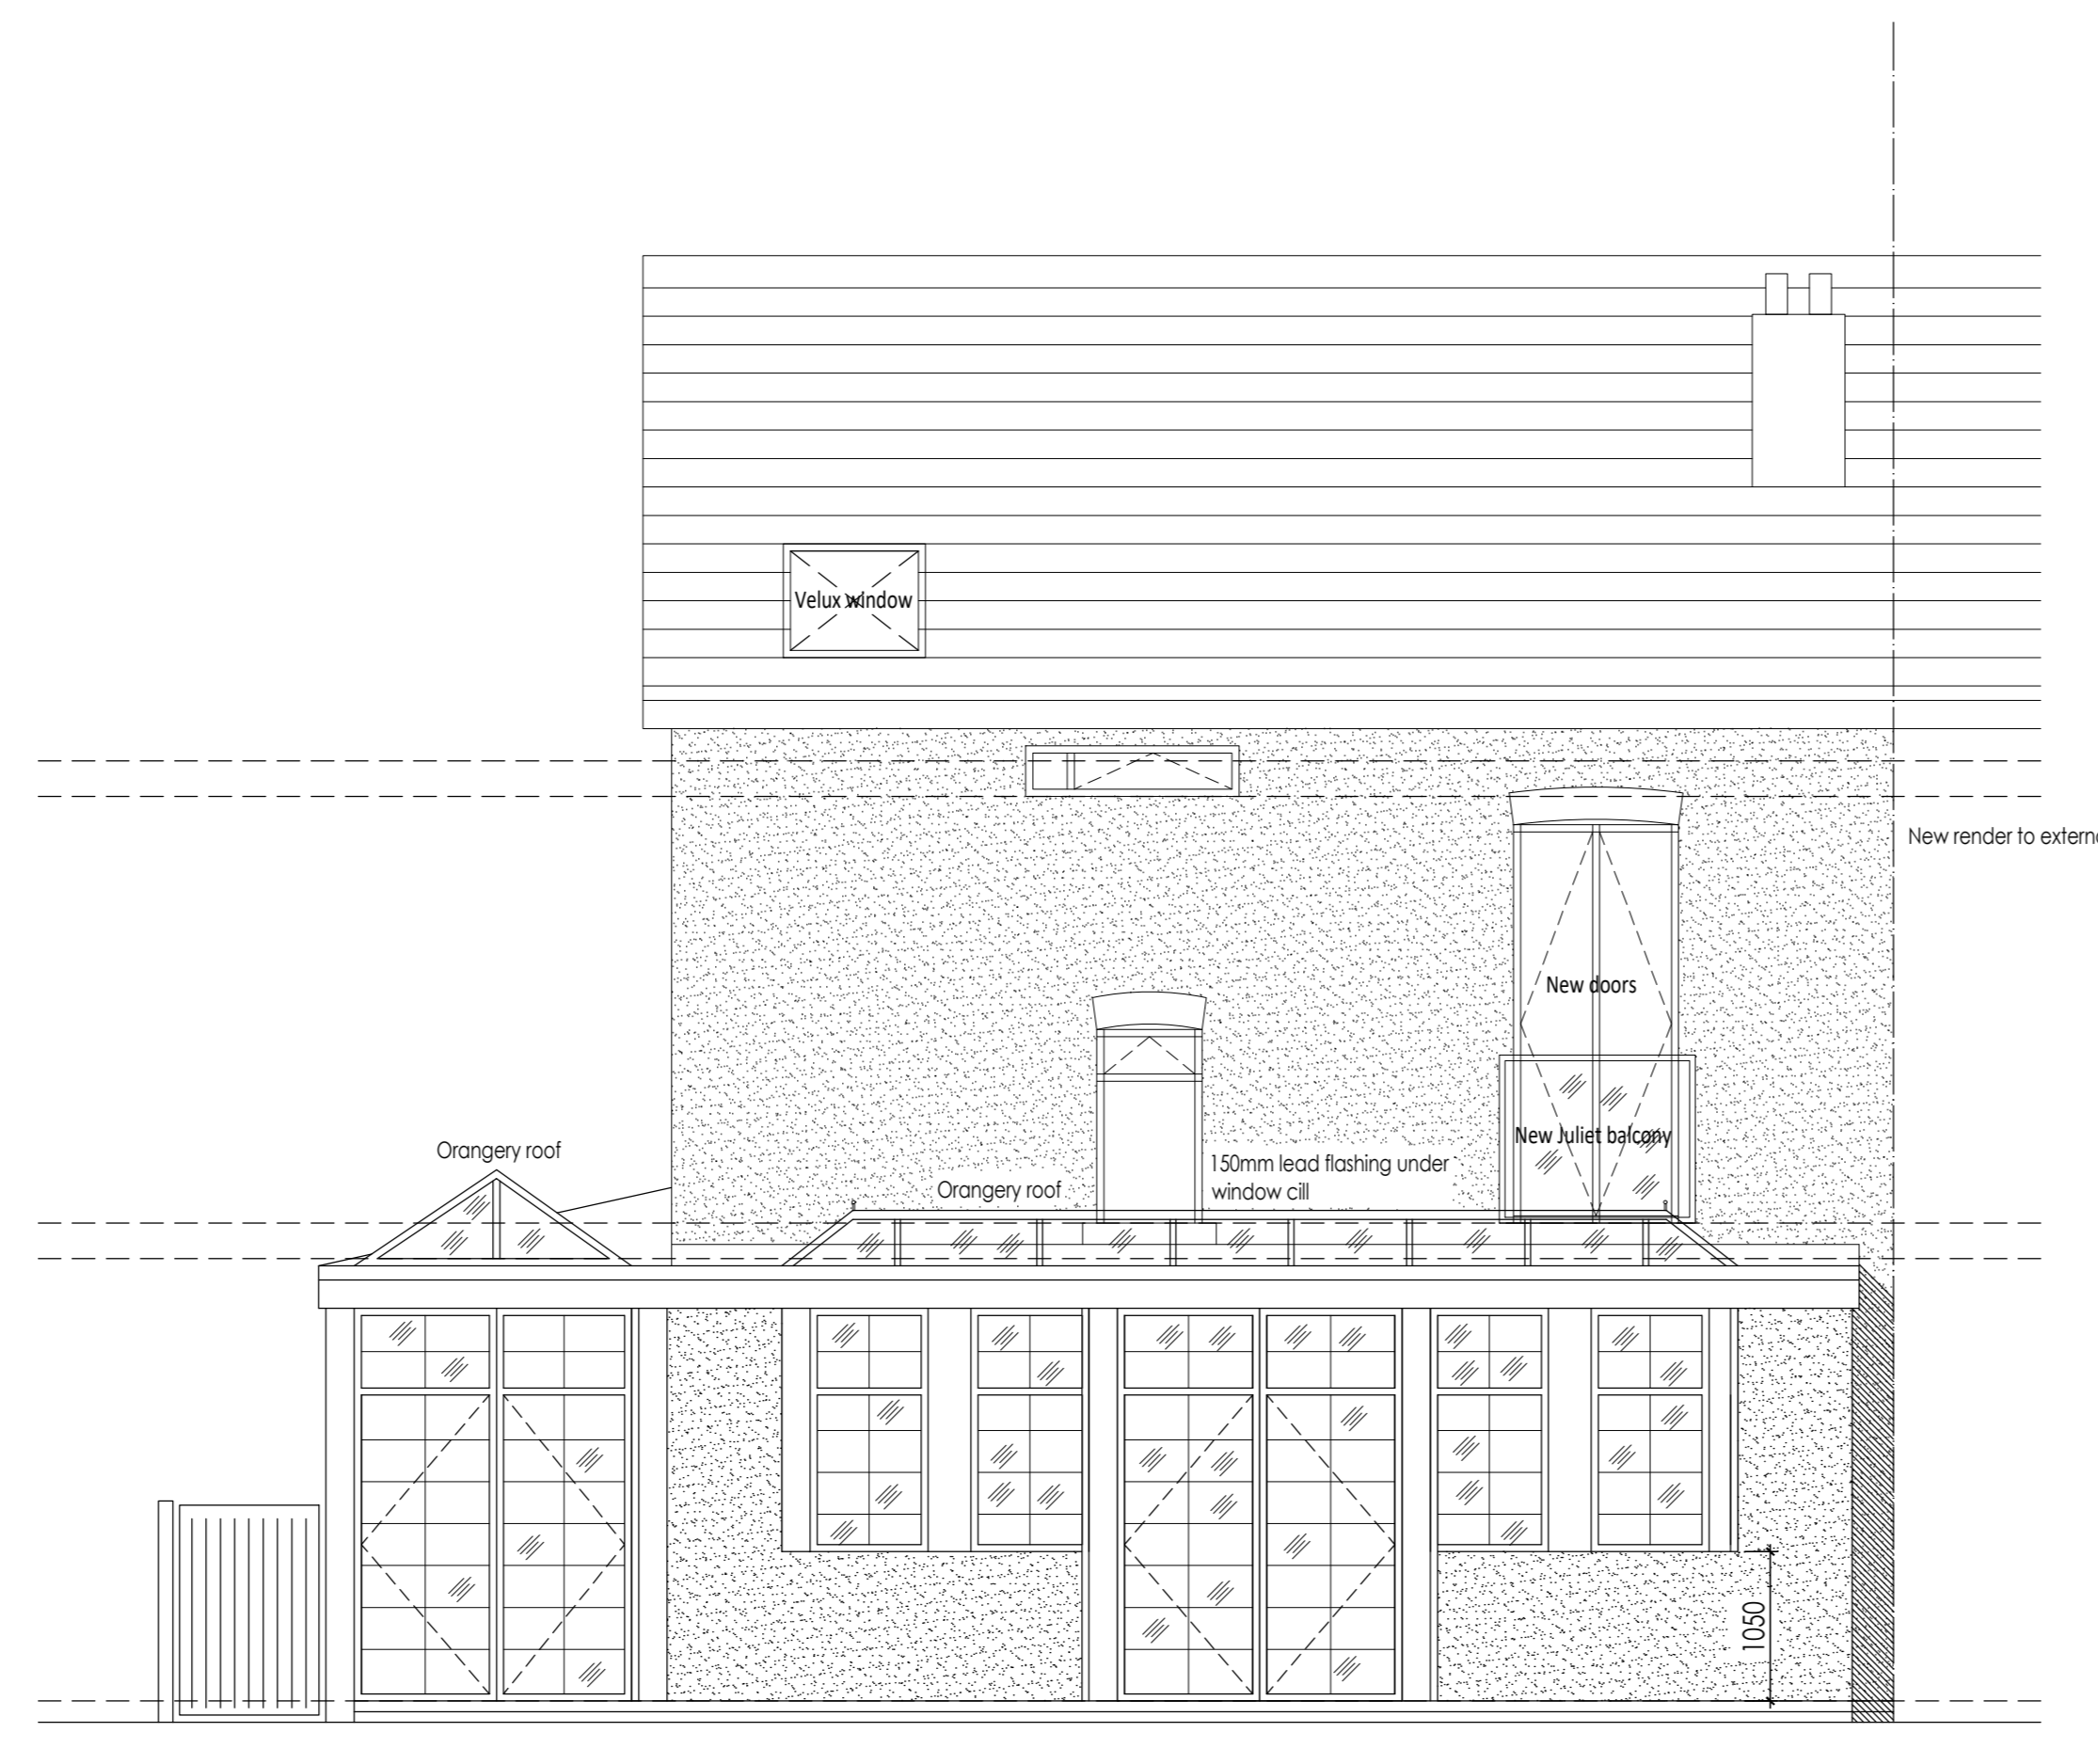 Velux window
New render to externa
New doors
New Juliet balcony
Orangery roof
150mm lead flashing under
window cill
Orangery roof
1050